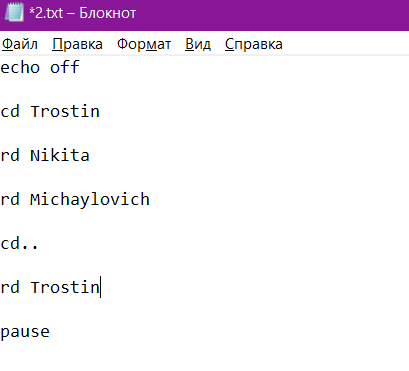 *2.txt – Блокнот
Файл Правка Формат Вид Справка
echo off
cd Trostin
rd Nikita
rd Michaylovich
cd..
rd Trostin
pause